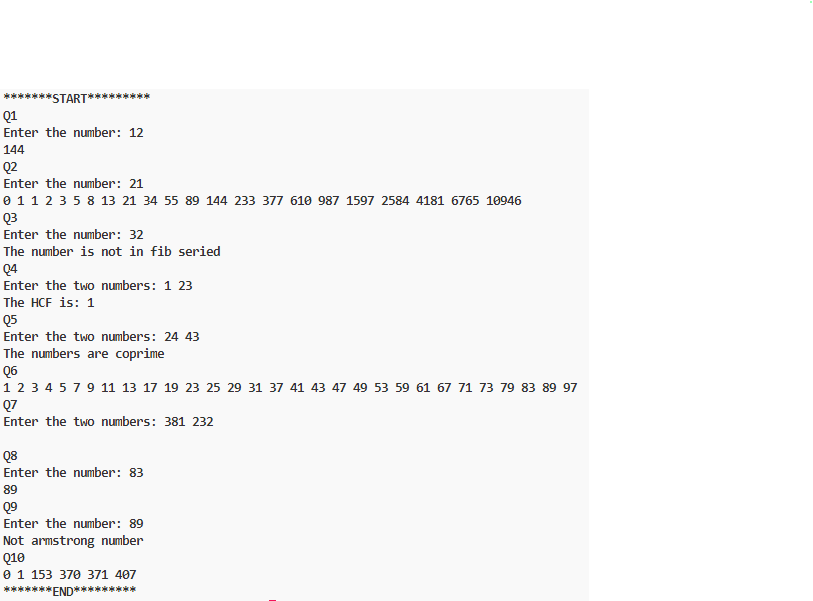 *******START*********
Q1
Enter the number: 12
144
Q2
Enter the number: 21
0 1 1 2 3 5 8 13 21 34 55 89 144 233 377 610 987 1597 2584 4181 6765 10946
Q3
Enter the number: 32
The number is not in fib seried
Q4
Enter the two numbers: 1 23
The HCF is: 1
Q5
Enter the two numbers: 24 43
The numbers are coprime
Q6
1 2 3 4 5 7 9 11 13 17 19 23 25 29 31 37 41 43 47 49 53 59 61 67 71 73 79 83 89 97
Q7
Enter the two numbers: 381 232
Q8
Enter the number: 83
89
Q9
Enter the number: 89
Not armstrong number
Q10
0 1 153 370 371 407
*******END*********